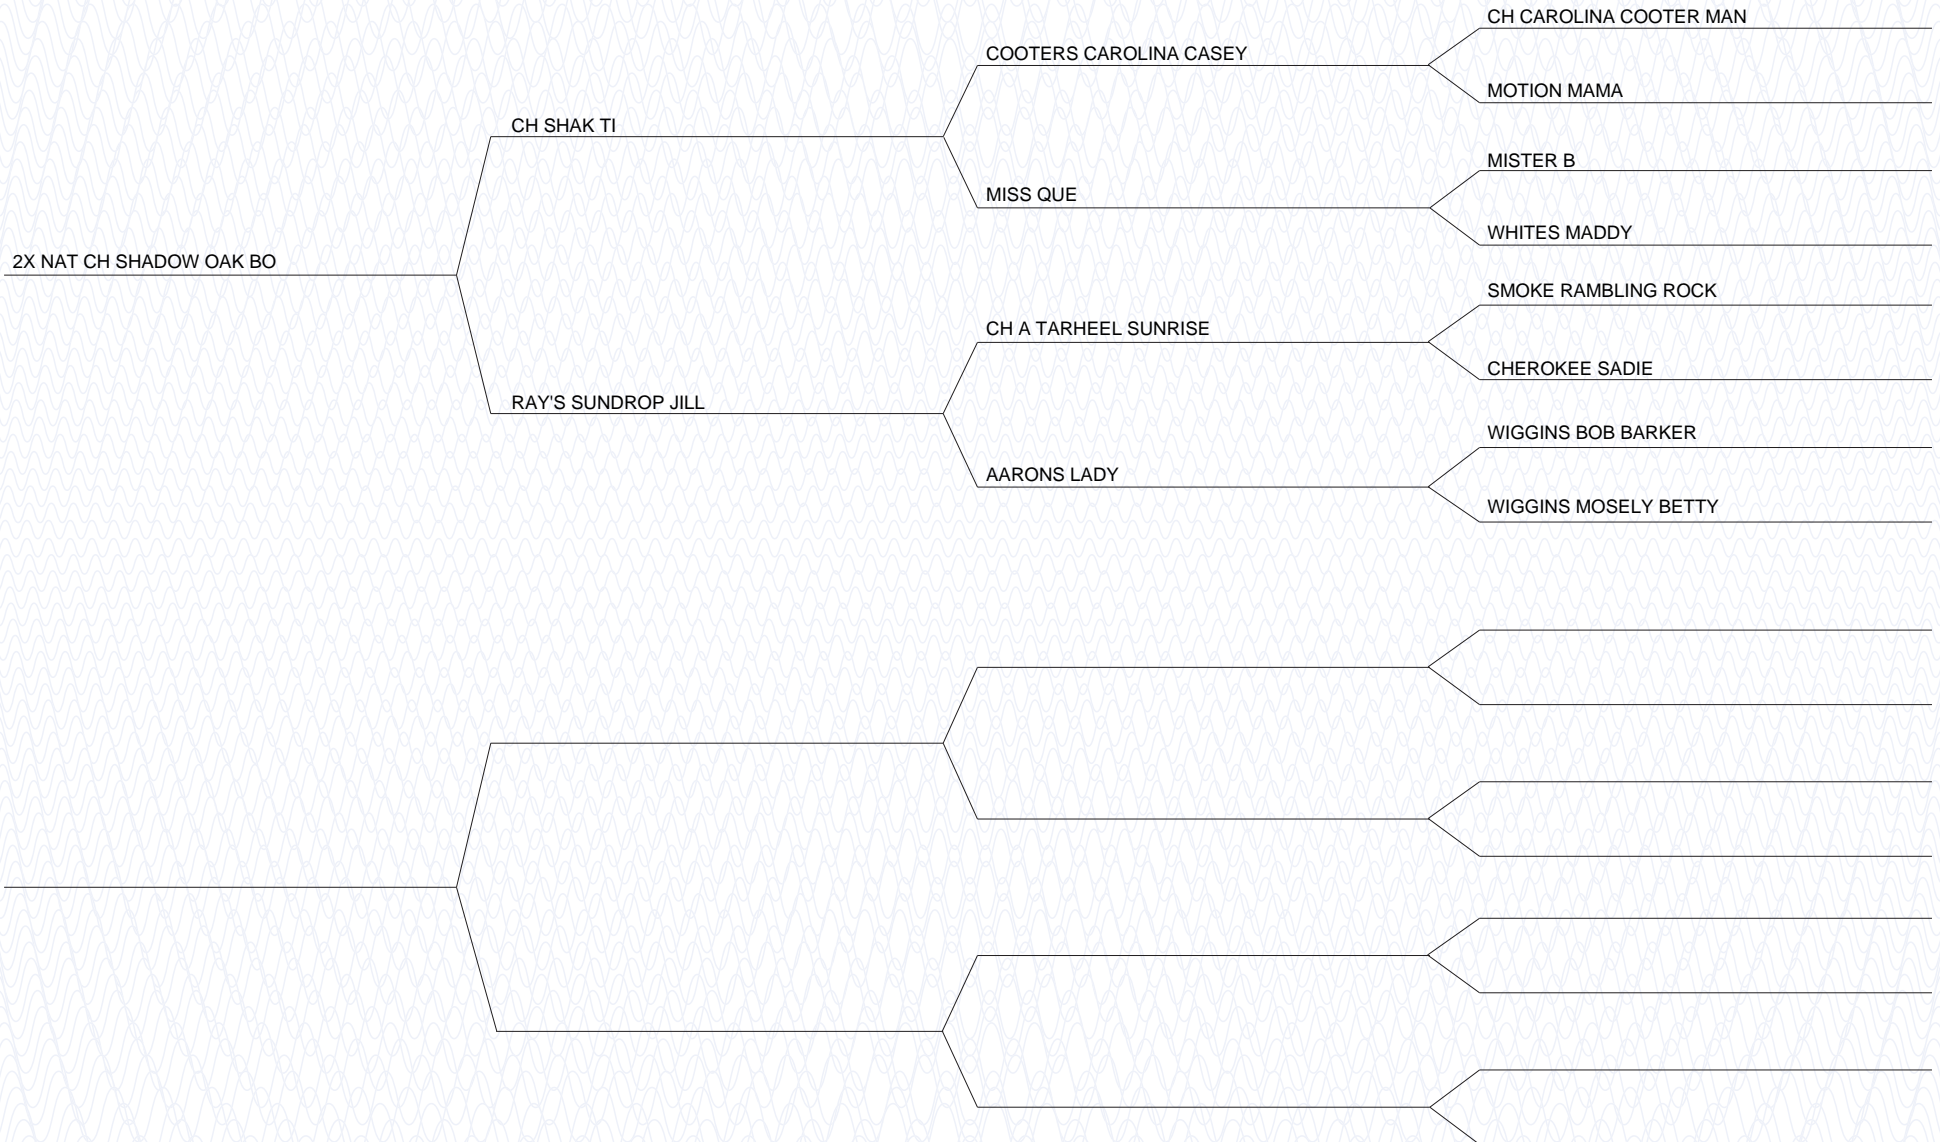 CH CAROLINA COOTER MAN
COOTERS CAROLINA CASEY
MOTION MAMA
CH SHAK TI
MISTER B
MISS QUE
WHITES MADDY
2X NAT CH SHADOW OAK BO
SMOKE RAMBLING ROCK
CH A TARHEEL SUNRISE
CHEROKEE SADIE
RAY'S SUNDROP JILL
WIGGINS BOB BARKER
AARONS LADY
WIGGINS MOSELY BETTY